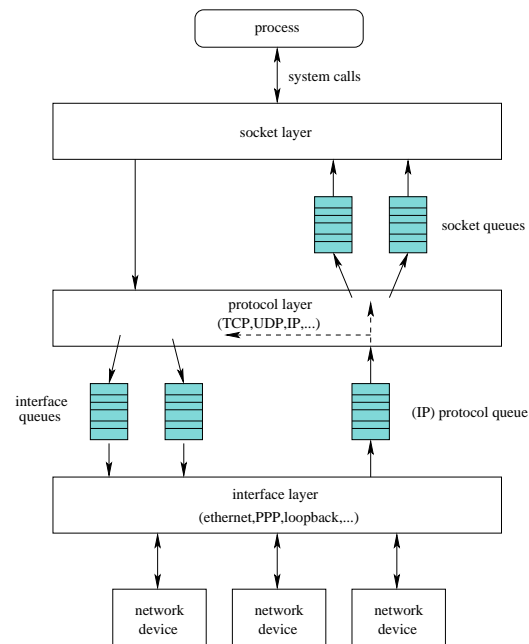 process
system calls
socket layer
socket queues
protocol layer
(TCP,UDP,IP,...)
interface
queues
(IP) protocol queue
interface layer
(ethernet,PPP,loopback,...)
network
device
network
device
network
device